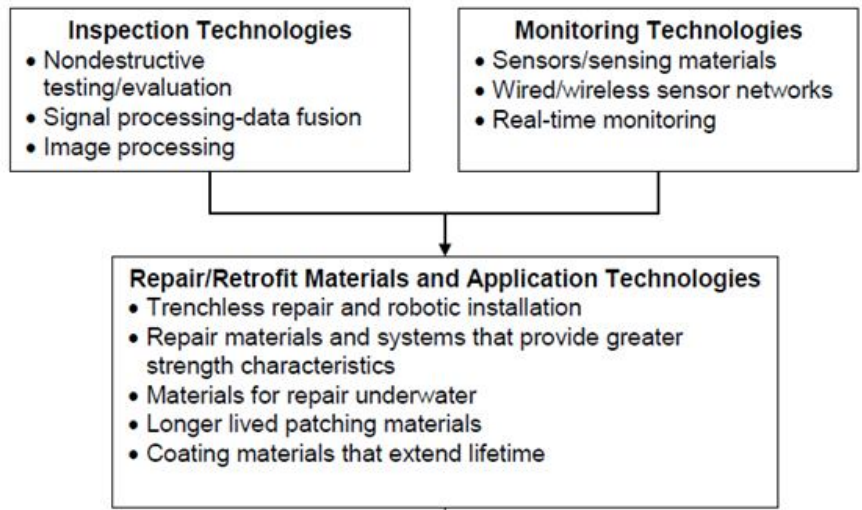 Inspection Technologies
• Nondestructive
testing/evaluation
• Signal processing-data fusion
• Image processing
Monitoring Technologies
• Sensors/sensing materials
• Wired/wireless sensor networks
• Real-time monitoring
Repair/Retrofit Materials and Application Technologies
• Trenchless repair and robotic installation
• Repair materials and systems that provide greater
strength characteristics
• Materials for repair underwater
• Longer lived patching materials
• Coating materials that extend lifetime